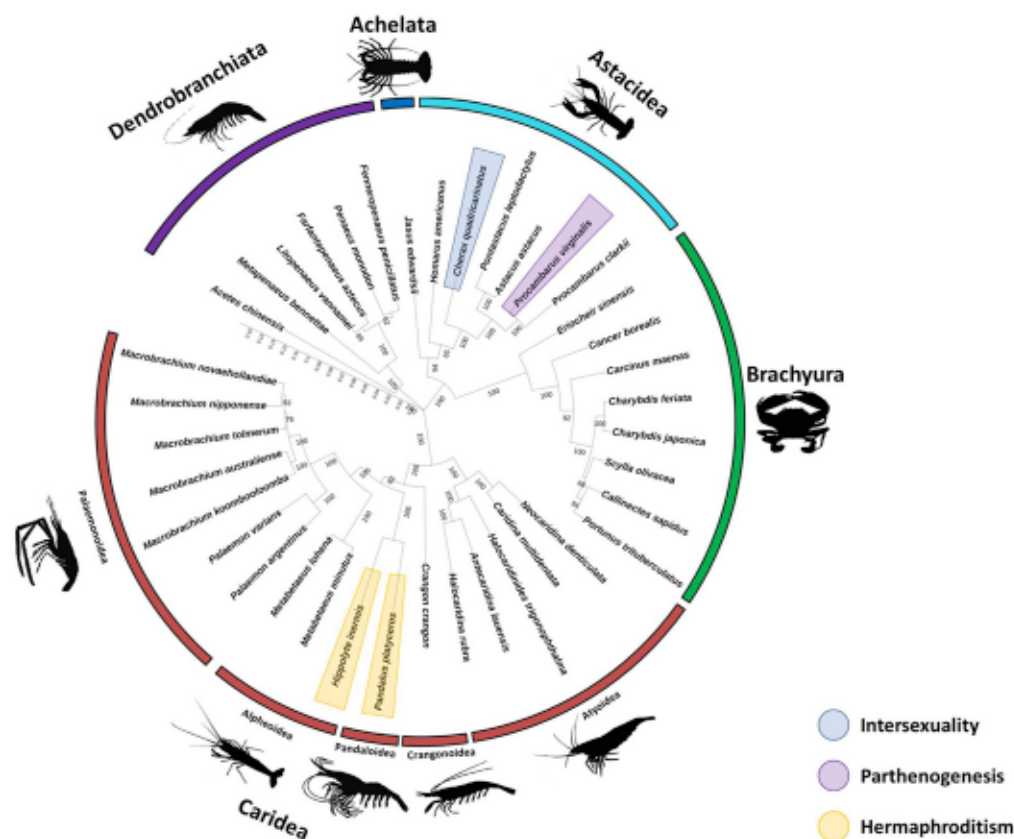 Achelata
Astacidea
Dendrobranchiata
Brachyura
Palaemonoidea
Alpheoidea
Pandaloidea
Crangonoidea
Atyoidea
Caridea
Acetes chinensis
Metapenaeus bennettae
Litopenaeus vannamei
Farfantepenaeus aztecus
Penaeus monodon
Fenneropenaeus penicillatus
Jasus edwardsii
Homarus americanus
Cherax quadricarinatus
Pontastacus leptodactylus
Astacus astacus
Procambarus virginalis
Procambarus clarkii
Eriocheir sinensis
Cancer borealis
Carcinus maenas
Charybdis feriata
Charybdis japonica
Scylla olivacea
Callinectes sapidus
Portunus trituberculatus
Neocaridina denticulata
Caridina multidentata
Halocaridinides trigonophthalma
Antecaridina lauensis
Halocaridina rubra
Crangon crangon
Pandalus platyceros
Hippolyte inermis
Metabetaeus minutus
Metabetaeus lohena
Palaemon argentinus
Palaemon varians
Macrobrachium koombooloomba
Macrobrachium australiense
Macrobrachium tolmerum
Macrobrachium nipponense
Macrobrachium novaehollandiae
Intersexuality
Parthenogenesis
Hermaphroditism